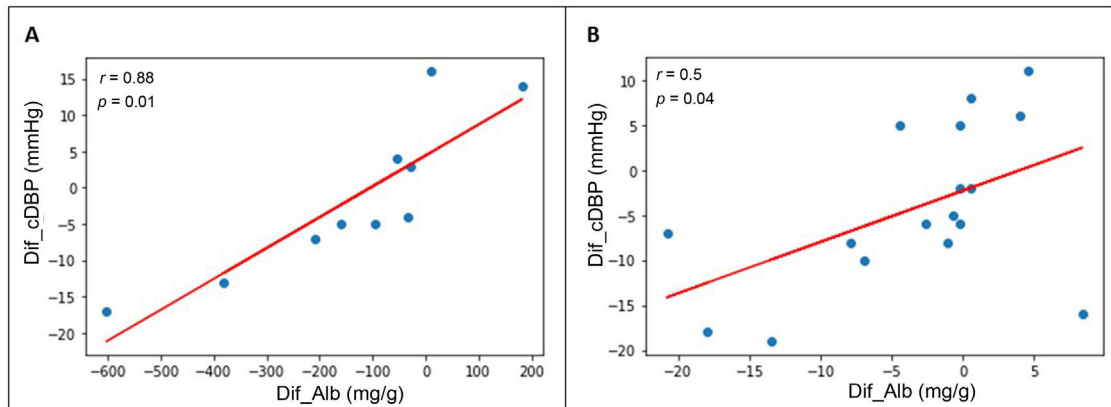 A
r = 0.88
p = 0.01
15
10
5
0
−5
−10
−15
−20
Dif_cDBP (mmHg)
−600 −500 −400 −300 −200 −100 0 100 200
Dif_Alb (mg/g)
B
r = 0.5
p = 0.04
10
5
0
−5
−10
−15
−20
Dif_cDBP (mmHg)
−20 −15 −10 −5 0 5
Dif_Alb (mg/g)